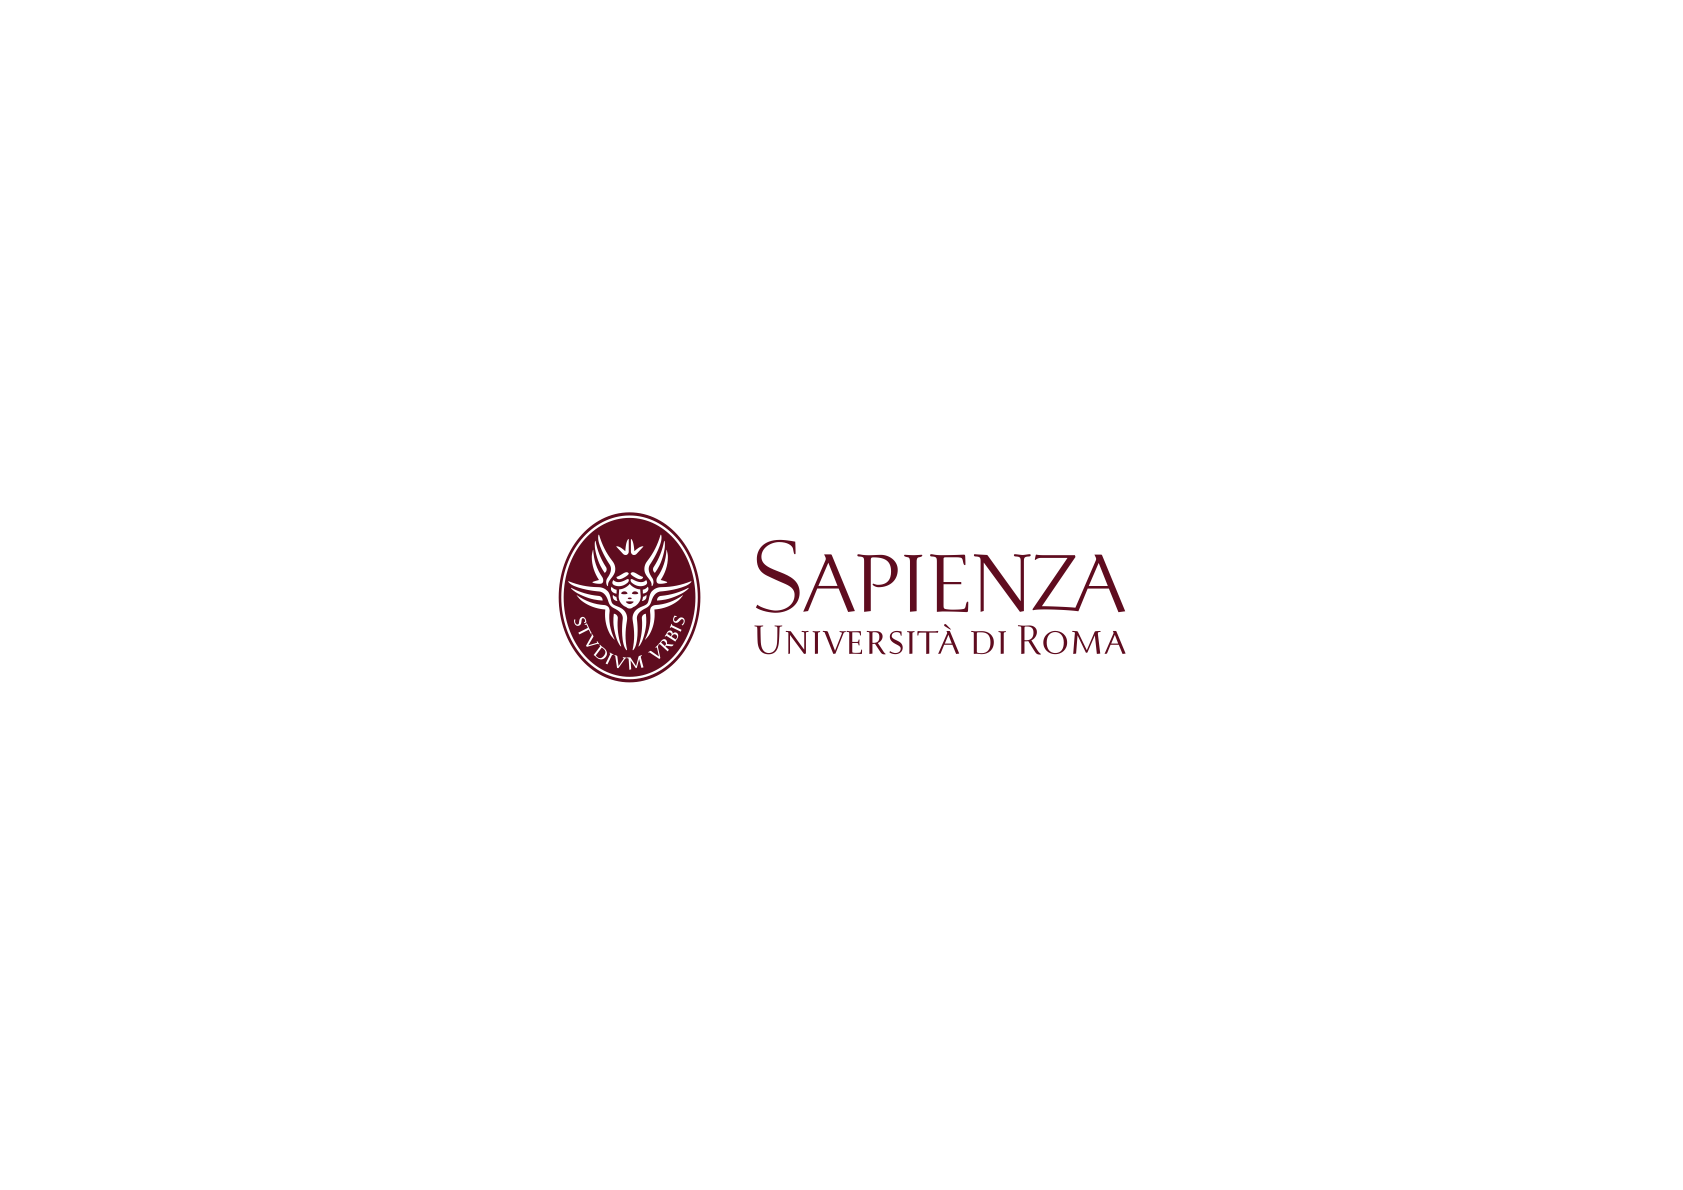 STVDIVM VRBIS
SAPIENZA
UNIVERSITÀ DI ROMA